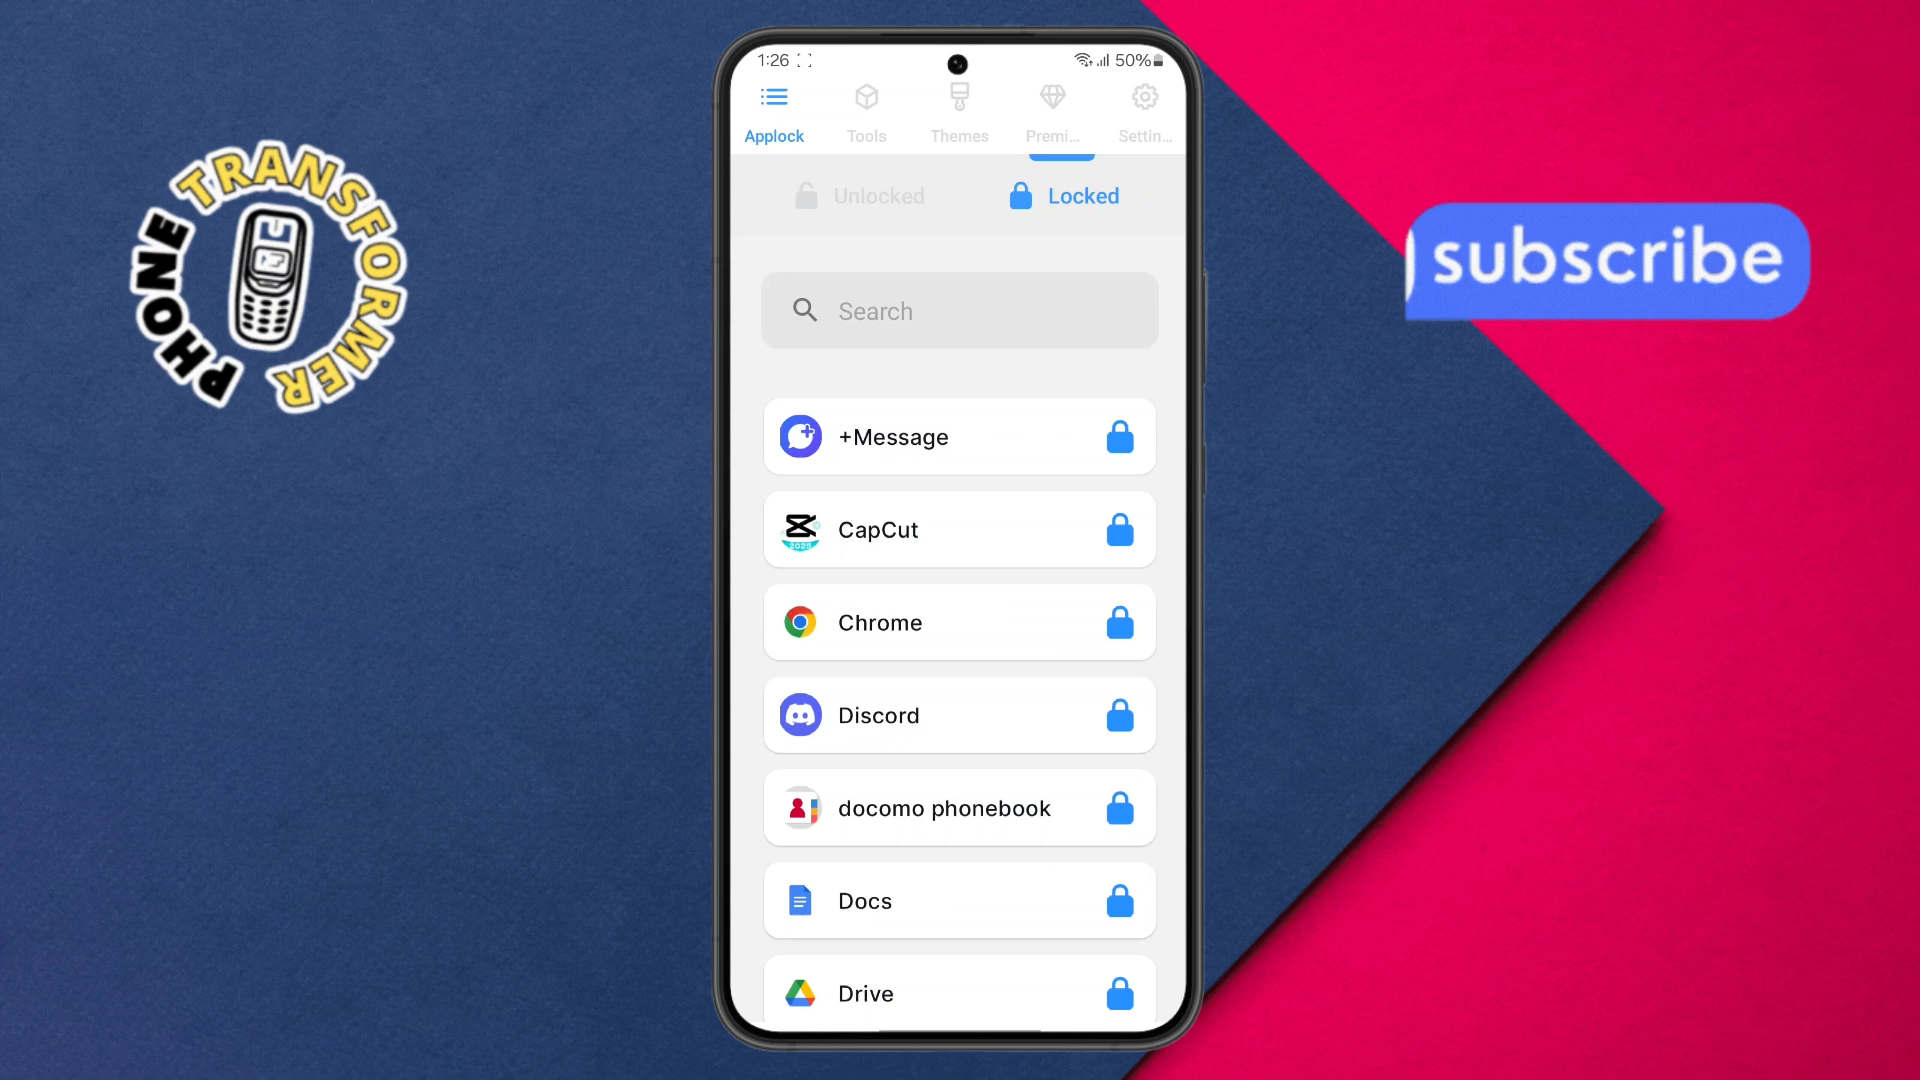 PHONE TRANSFORMER
subscribe
1:26
50%
Applock
Tools
Themes
Premi...
Settin...
Unlocked
Locked
Search
+Message
2025
CapCut
Chrome
Discord
docomo phonebook
Docs
Drive